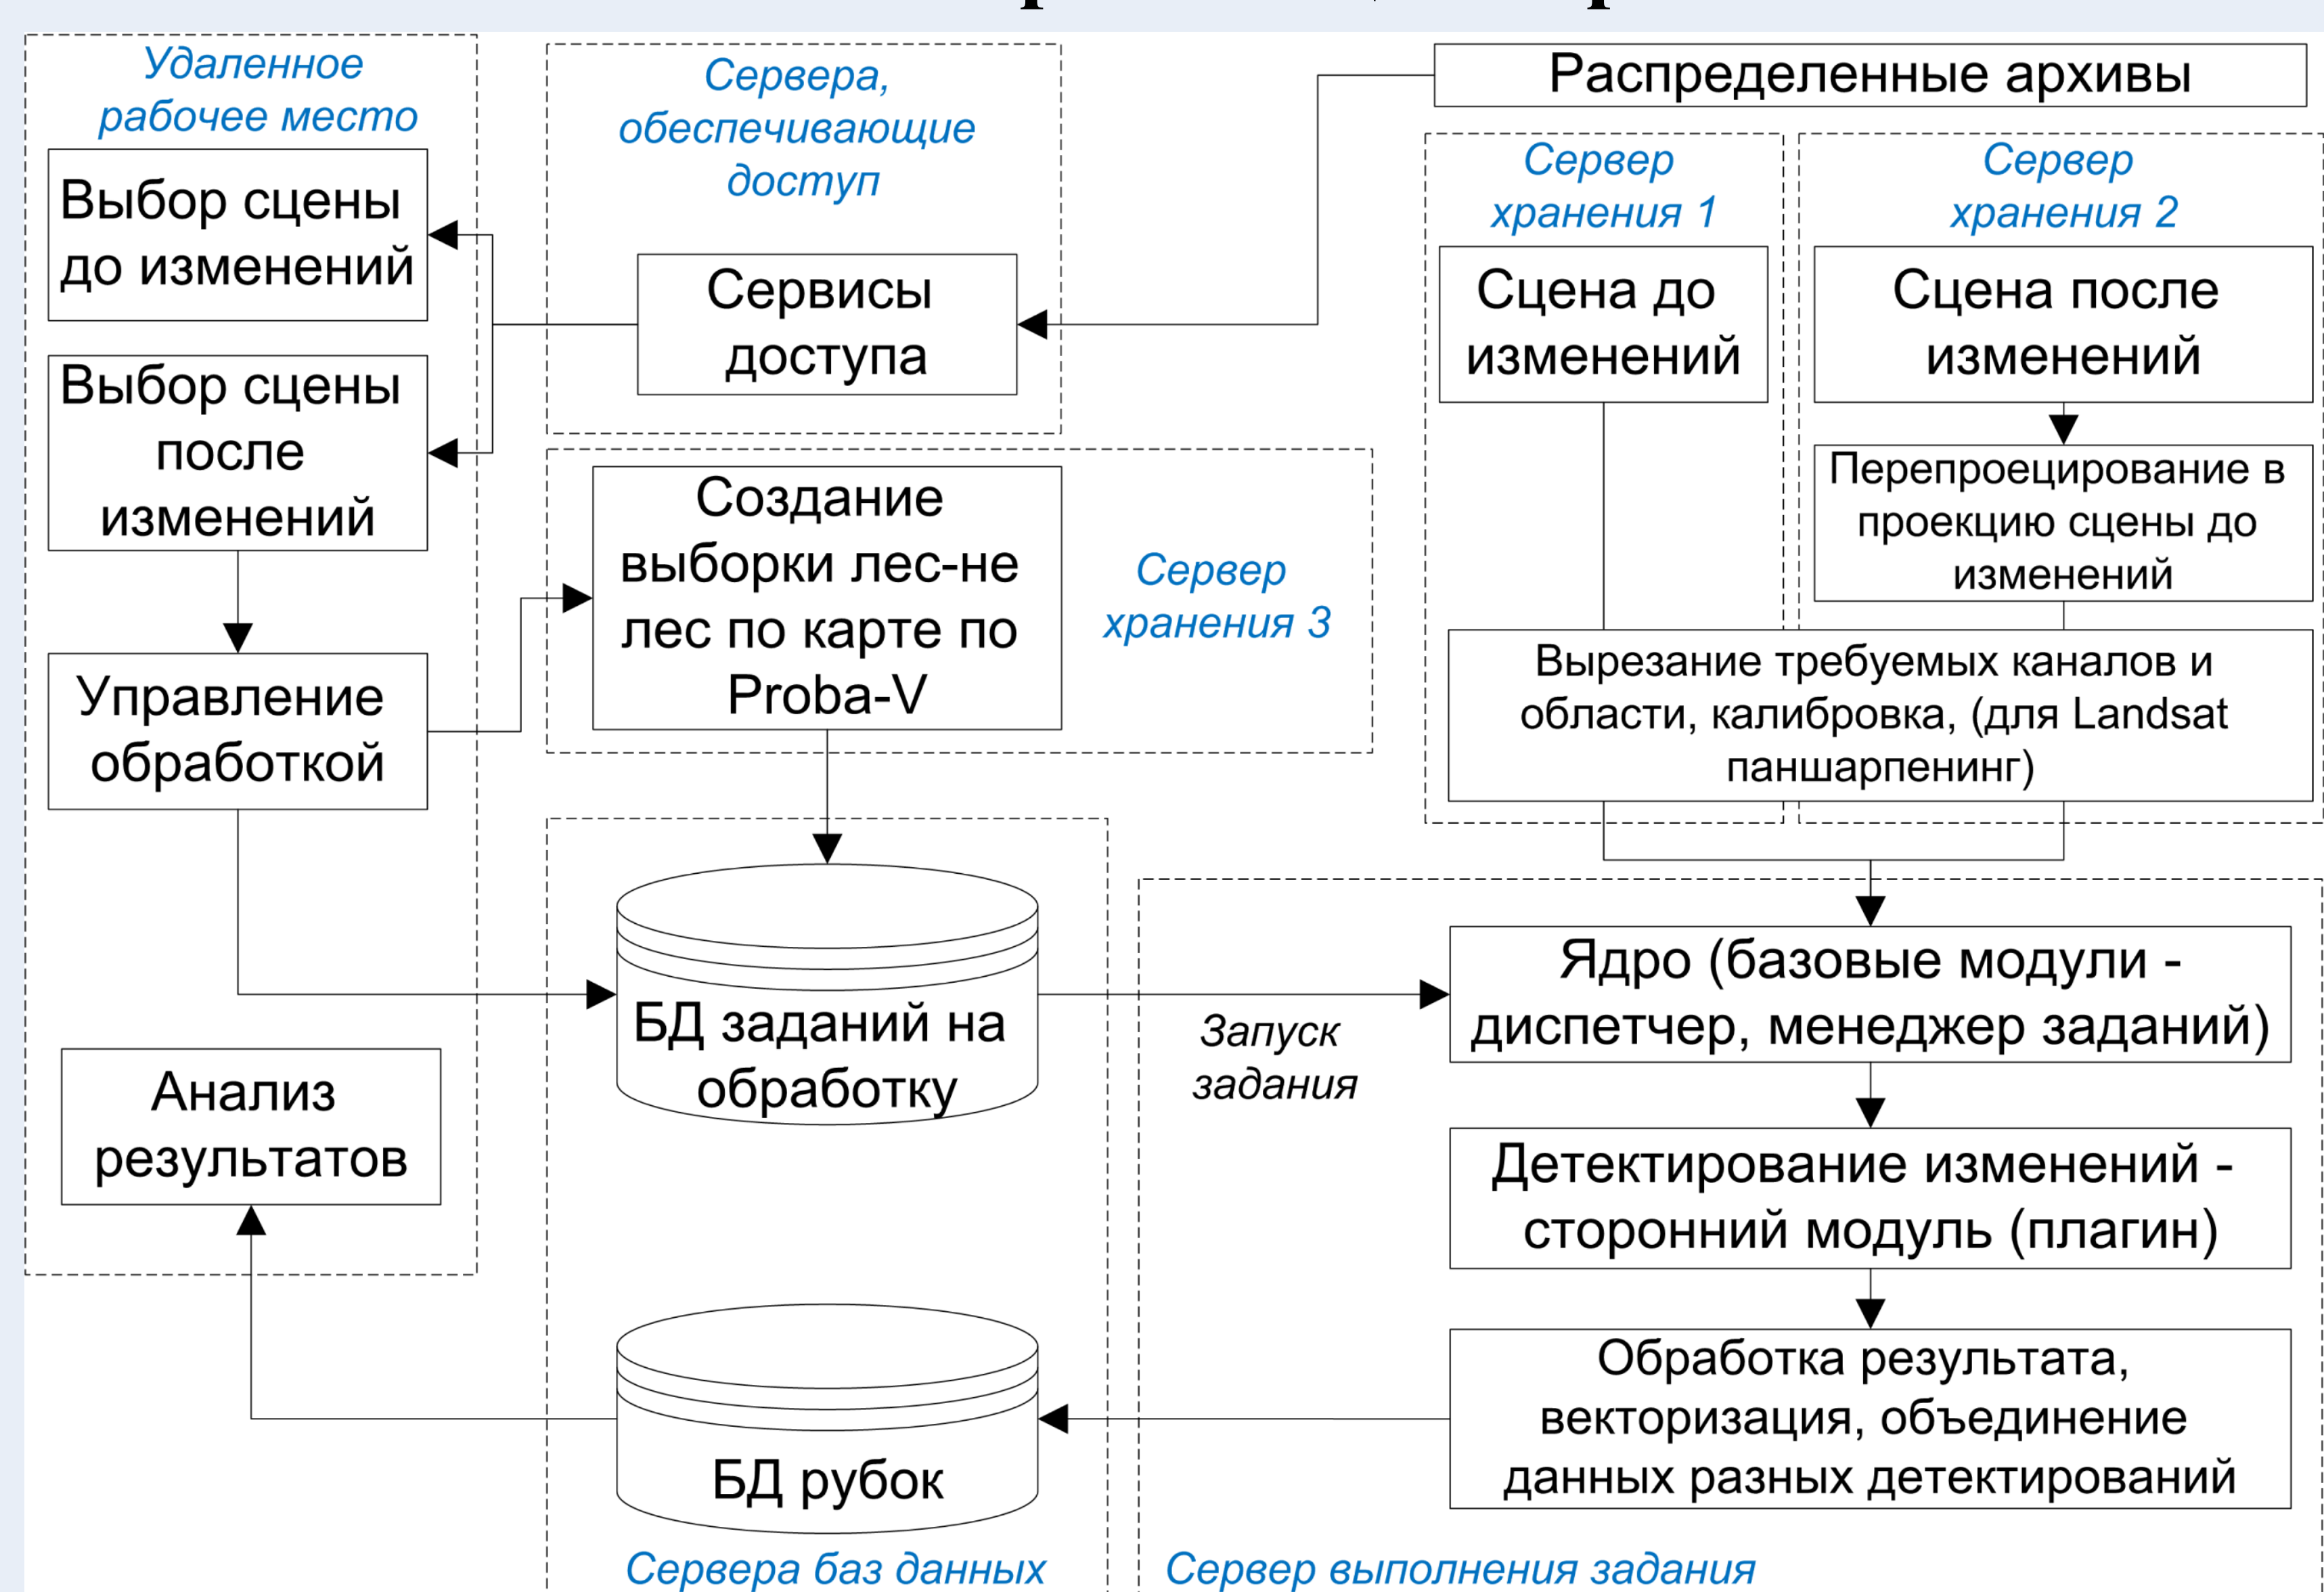 Удаленное
рабочее место
Выбор сцены
до изменений
Выбор сцены
после
изменений
Управление
обработкой
Анализ
результатов
Сервера,
обеспечивающие
доступ
Сервисы
доступа
Создание
выборки лес-не
лес по карте по
Proba-V
Сервер
хранения 3
БД заданий на
обработку
БД рубок
Сервера баз данных
Распределенные архивы
Сервер
хранения 1
Сцена до
изменений
Сервер
хранения 2
Сцена после
изменений
Перепроецирование в
проекцию сцены до
изменений
Вырезание требуемых каналов и
области, калибровка, (для Landsat
паншарпенинг)
Запуск
задания
Ядро (базовые модули -
диспетчер, менеджер заданий)
Детектирование изменений -
сторонний модуль (плагин)
Обработка результата,
векторизация, объединение
данных разных детектирований
Сервер выполнения задания